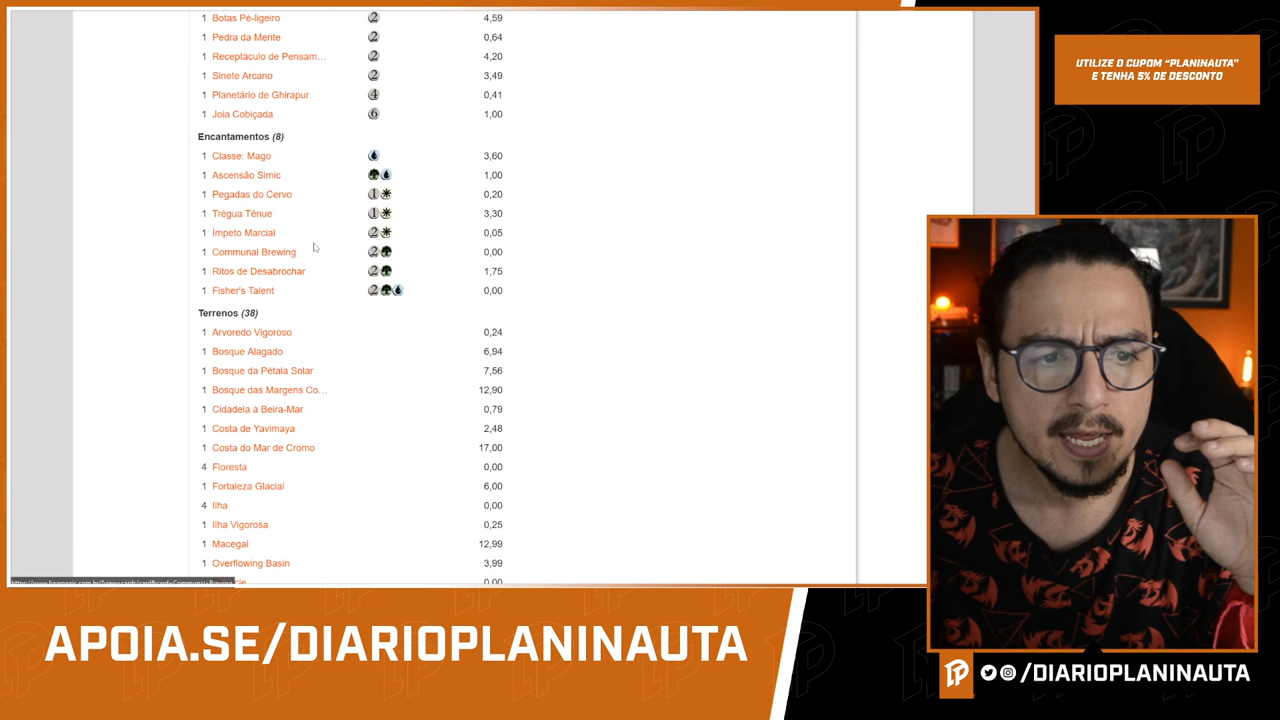 1 Botas Pé-ligeiro 2 4,59
1 Pedra da Mente 2 0,64
1 Receptáculo de Pensam... 2 4,20
1 Sinete Arcano 2 3,49
1 Planetário de Ghirapur 4 0,41
1 Joia Cobiçada 6 1,00
Encantamentos (8)
1 Classe: Mago 3,60
1 Ascensão Simic 1,00
1 Pegadas do Cervo 1 0,20
1 Trégua Tênue 1 3,30
1 Ímpeto Marcial 2 0,05
1 Communal Brewing 2 0,00
1 Ritos de Desabrochar 2 1,75
1 Fisher's Talent 2 0,00
Terrenos (38)
1 Arvoredo Vigoroso 0,24
1 Bosque Alagado 6,94
1 Bosque da Pétala Solar 7,56
1 Bosque das Margens Co... 12,90
1 Cidadela à Beira-Mar 0,79
1 Costa de Yavimaya 2,48
1 Costa do Mar de Cromo 17,00
4 Floresta 0,00
1 Fortaleza Glacial 6,00
4 Ilha 0,00
1 Ilha Vigorosa 0,25
1 Macegal 12,99
1 Overflowing Basin 3,99
0,00
UTILIZE O CUPOM “PLANINAUTA”
E TENHA 5% DE DESCONTO
APOIA.SE/DIARIOPLANINAUTA
/DIARIOPLANINAUTA